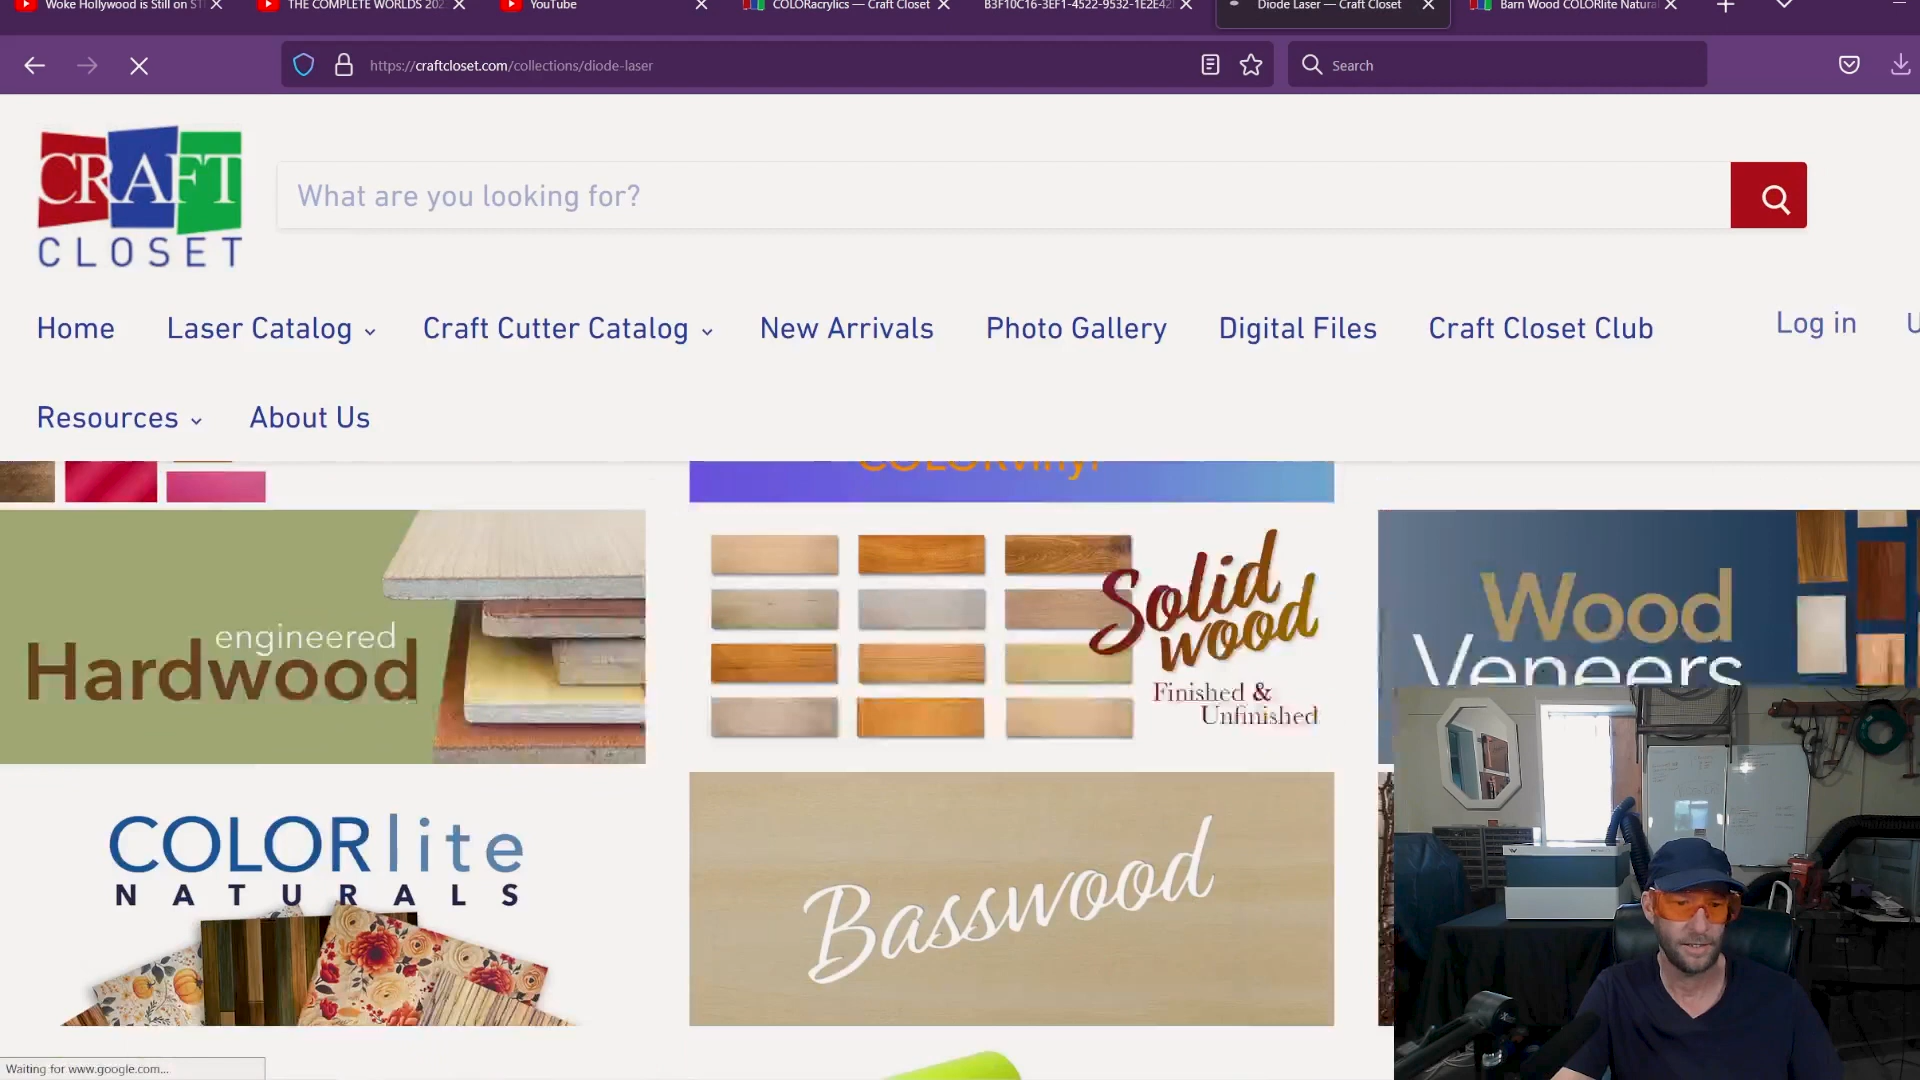 Woke Hollywood is Still on ST
THE COMPLETE WORLDS 202
YouTube
COLORacrylics — Craft Closet
B3F10C16-3EF1-4522-9532-1E2E42
Diode Laser — Craft Closet
Barn Wood COLORlite Natural
https://craftcloset.com/collections/diode-laser
Search
CRAFT
CLOSET
What are you looking for?
Home
Laser Catalog
Craft Cutter Catalog
New Arrivals
Photo Gallery
Digital Files
Craft Closet Club
Log in
Resources
About Us
COLORvinyl
engineered
Hardwood
Solid
wood
Finished &
Unfinished
Wood
Veneers
COLORlite
NATURALS
Basswood
Waiting for www.google.com...